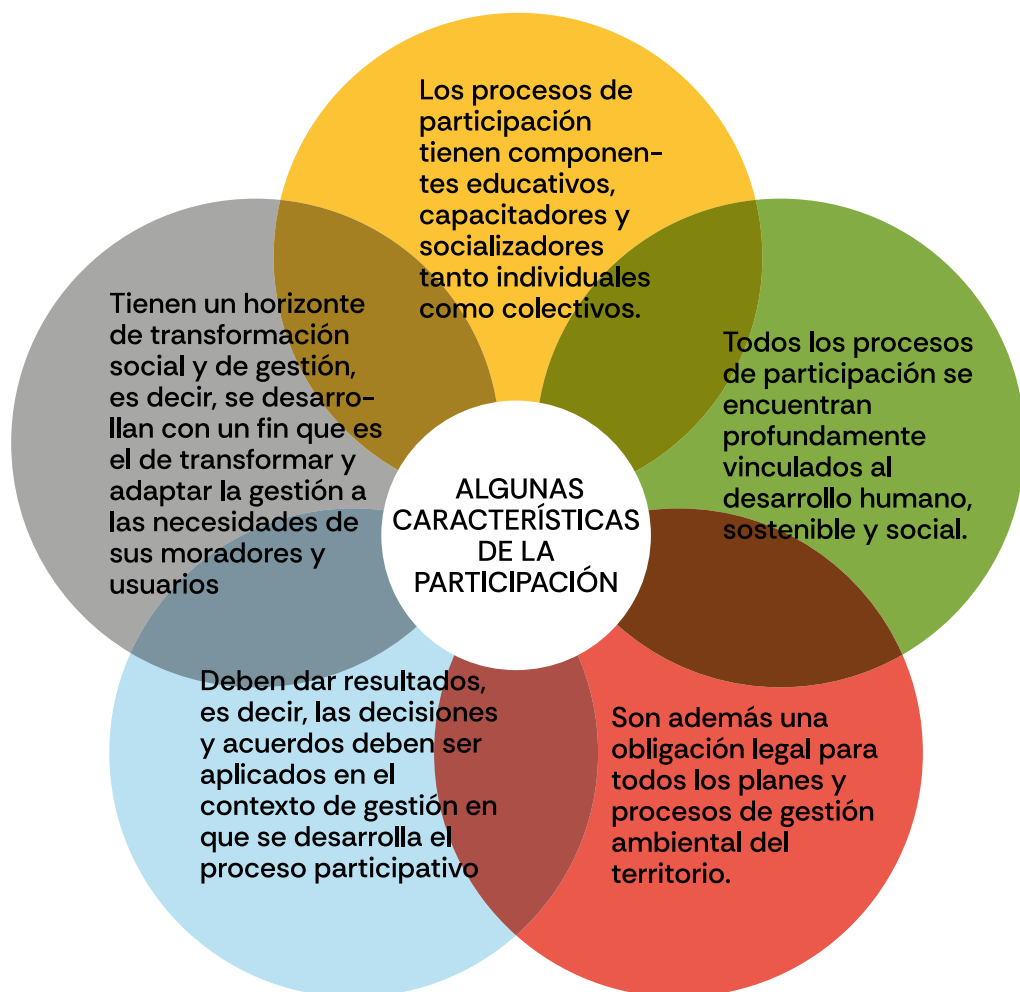 Los procesos de
participación
tienen componen-
tes educativos,
capacitadores y
socializadores
tanto individuales
como colectivos.
Todos los procesos
de participación se
encuentran
profundamente
vinculados al
desarrollo humano,
sostenible y social.
Son además una
obligación legal para
todos los planes y
procesos de gestión
ambiental del
territorio.
Deben dar resultados,
es decir, las decisiones
y acuerdos deben ser
aplicados en el
contexto de gestión en
que se desarrolla el
proceso participativo
Tienen un horizonte
de transformación
social y de gestión,
es decir, se desarro-
llan con un fin que es
el de transformar y
adaptar la gestión a
las necesidades de
sus moradores y
usuarios
ALGUNAS
CARACTERÍSTICAS
DE LA
PARTICIPACIÓN